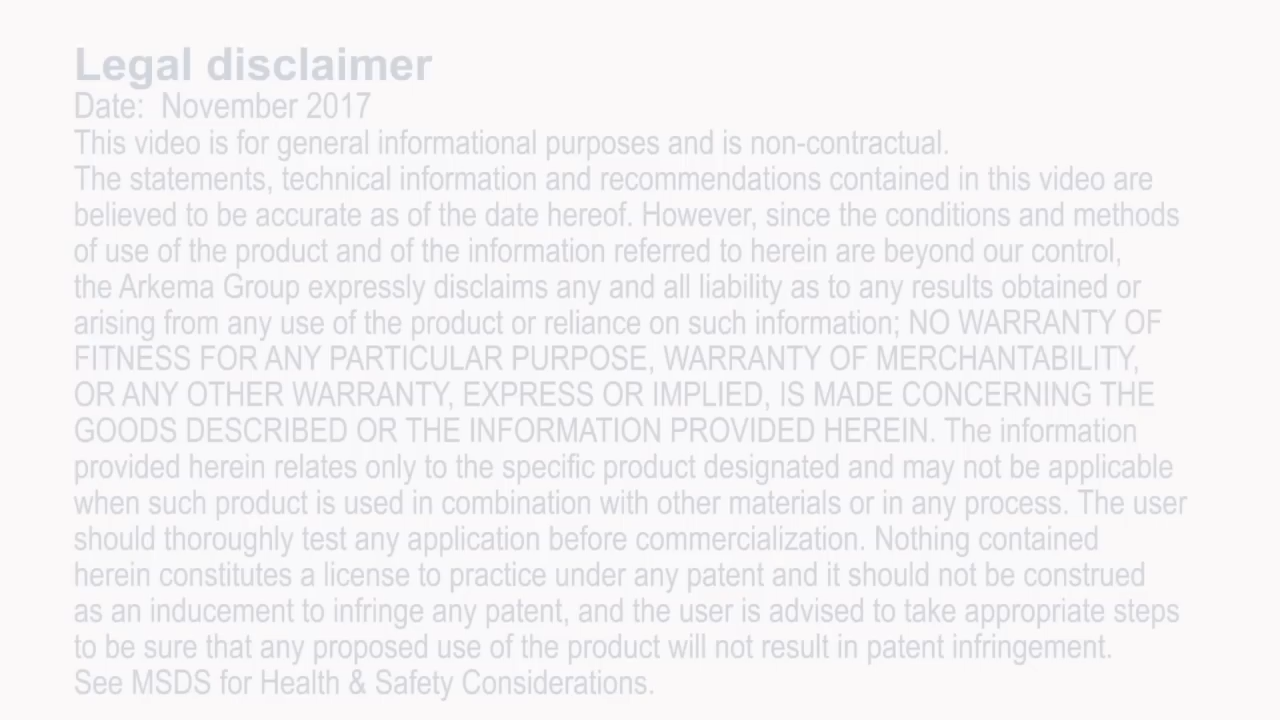 Legal disclaimer
Date: November 2017
This video is for general informational purposes and is non-contractual.
The statements, technical information and recommendations contained in this video are
believed to be accurate as of the date hereof. However, since the conditions and methods
of use of the product and of the information referred to herein are beyond our control,
the Arkema Group expressly disclaims any and all liability as to any results obtained or
arising from any use of the product or reliance on such information; NO WARRANTY OF
FITNESS FOR ANY PARTICULAR PURPOSE, WARRANTY OF MERCHANTABILITY,
OR ANY OTHER WARRANTY, EXPRESS OR IMPLIED, IS MADE CONCERNING THE
GOODS DESCRIBED OR THE INFORMATION PROVIDED HEREIN. The information
provided herein relates only to the specific product designated and may not be applicable
when such product is used in combination with other materials or in any process. The user
should thoroughly test any application before commercialization. Nothing contained
herein constitutes a license to practice under any patent and it should not be construed
as an inducement to infringe any patent, and the user is advised to take appropriate steps
to be sure that any proposed use of the product will not result in patent infringement.
See MSDS for Health & Safety Considerations.